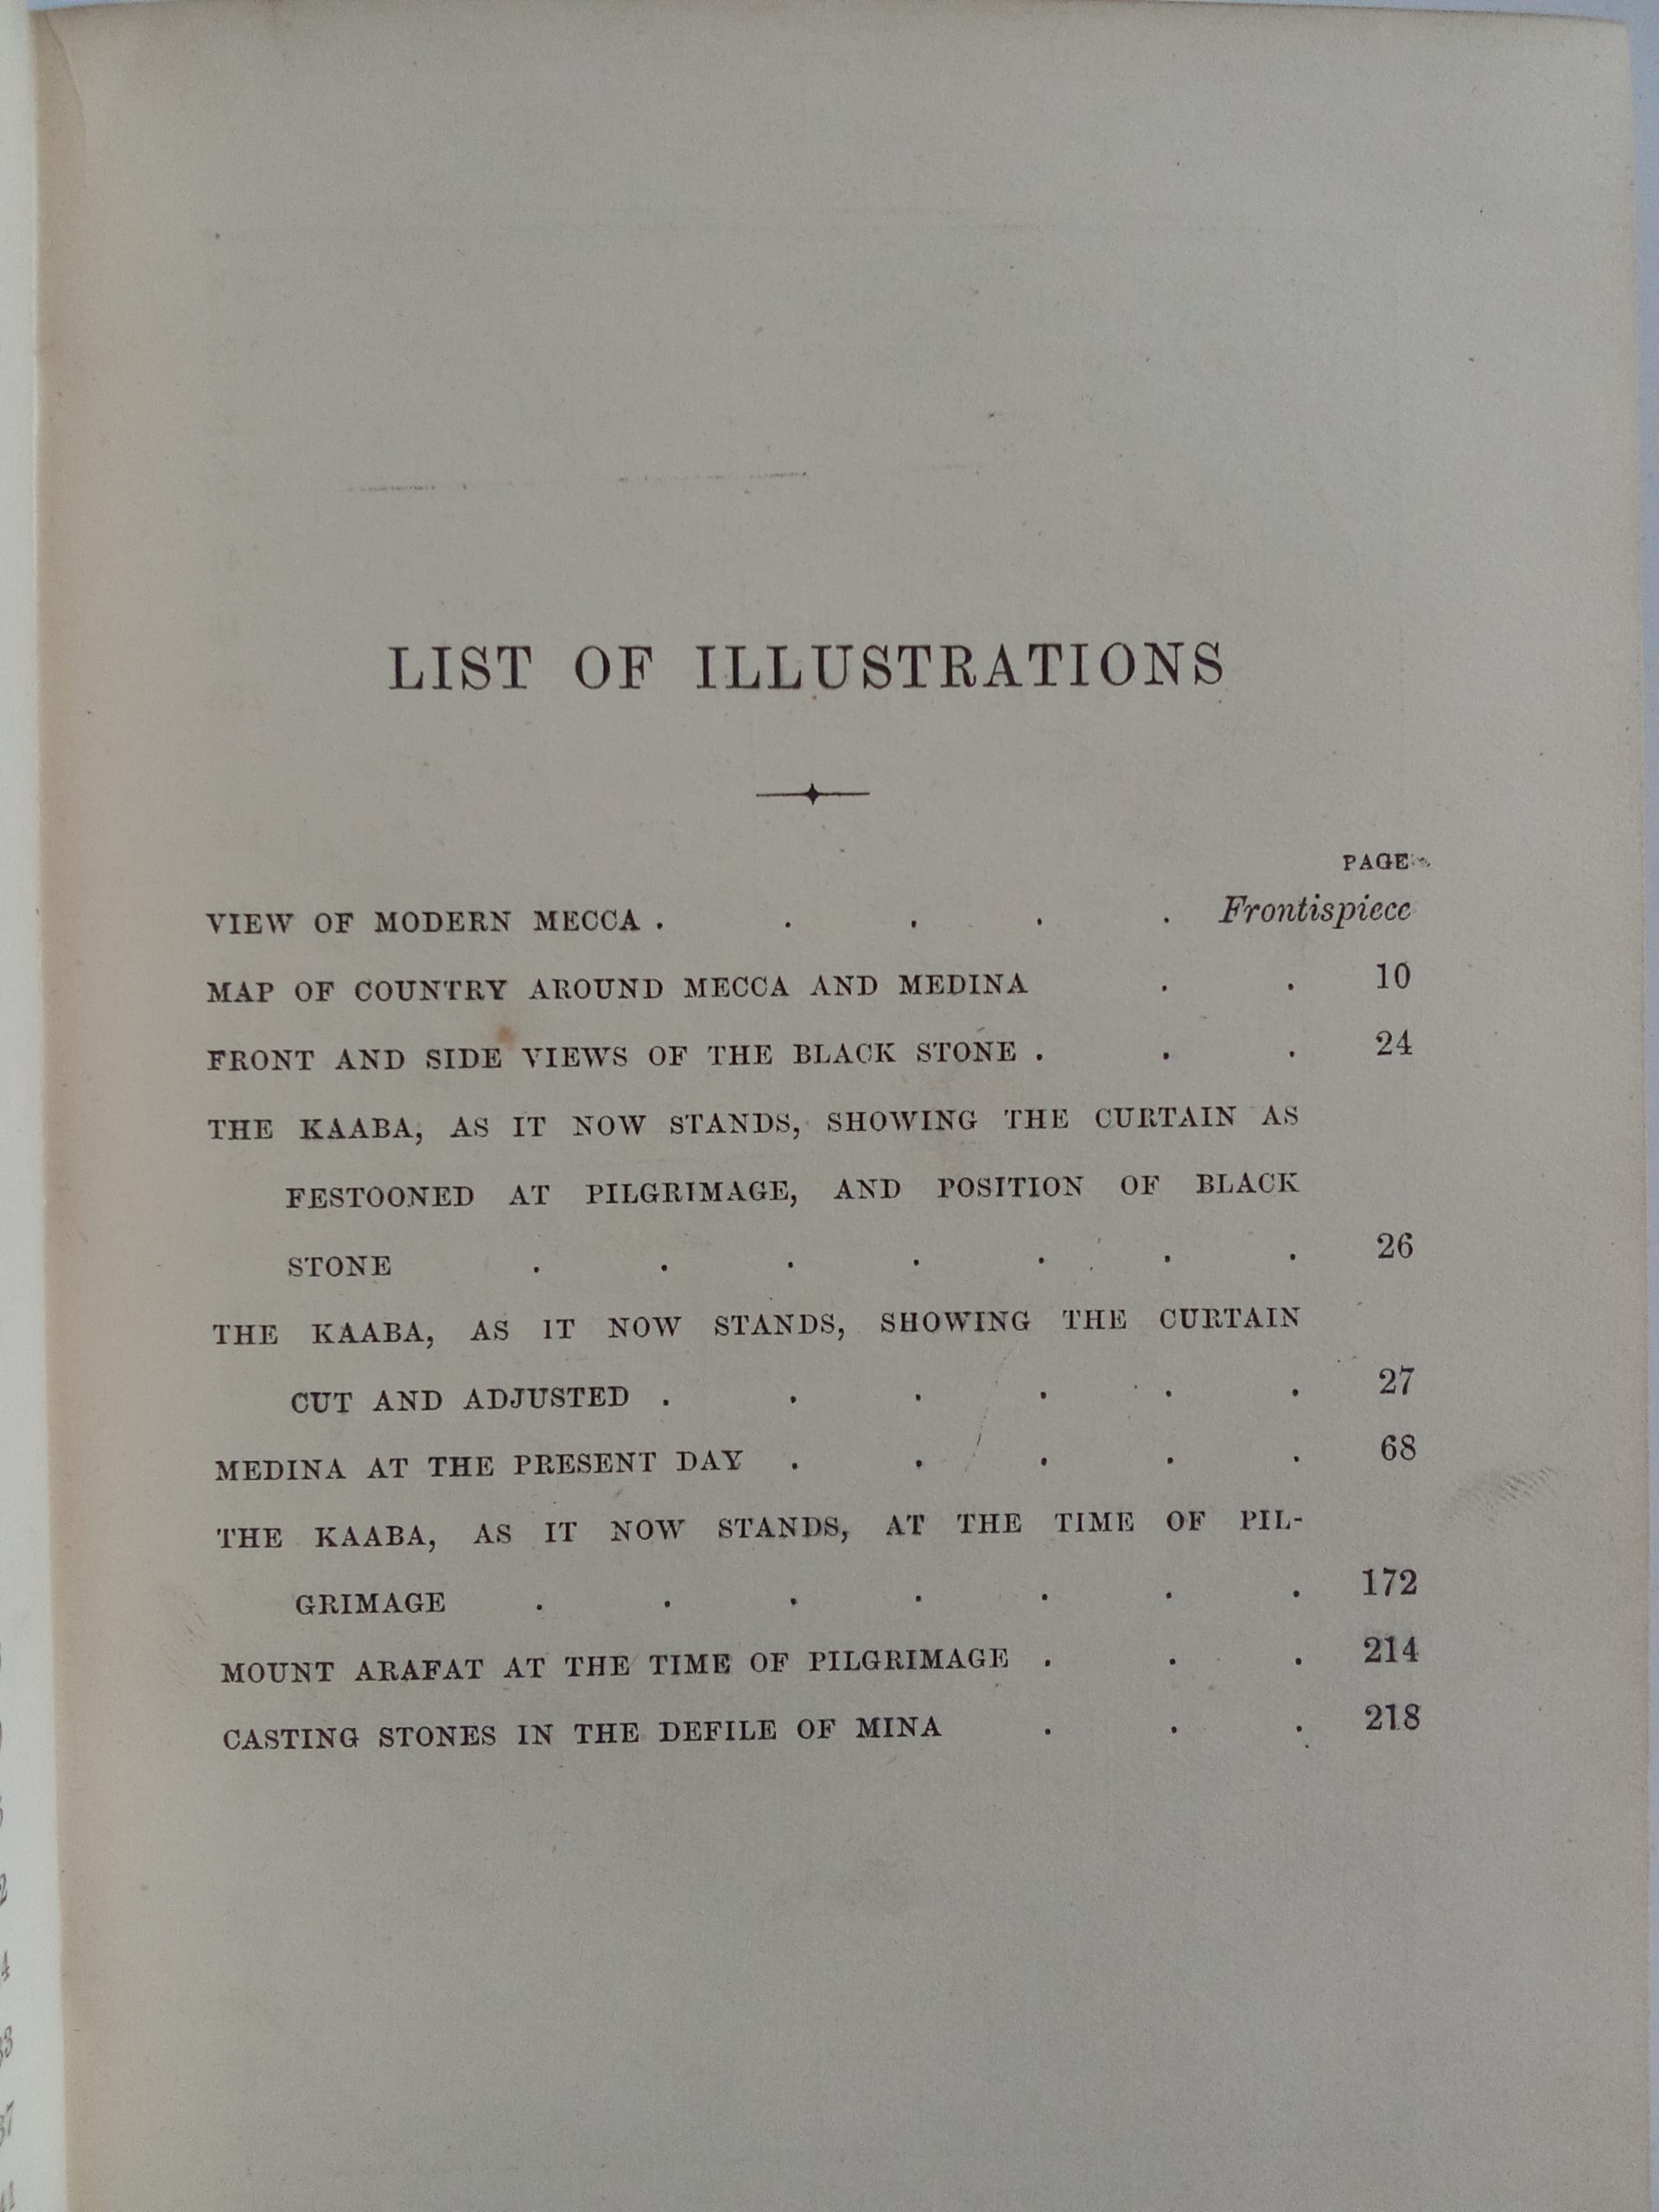 LIST OF ILLUSTRATIONS
PAGE
VIEW OF MODERN MECCA . . . . . Frontispiece
MAP OF COUNTRY AROUND MECCA AND MEDINA . . 10
FRONT AND SIDE VIEWS OF THE BLACK STONE . . . 24
THE KAABA, AS IT NOW STANDS, SHOWING THE CURTAIN AS
FESTOONED AT PILGRIMAGE, AND POSITION OF BLACK
STONE . . . . . . . 26
THE KAABA, AS IT NOW STANDS, SHOWING THE CURTAIN
CUT AND ADJUSTED . . . . . . 27
MEDINA AT THE PRESENT DAY . . . . . 68
THE KAABA, AS IT NOW STANDS, AT THE TIME OF PIL-
GRIMAGE . . . . . . . 172
MOUNT ARAFAT AT THE TIME OF PILGRIMAGE . . . 214
CASTING STONES IN THE DEFILE OF MINA . . . 218